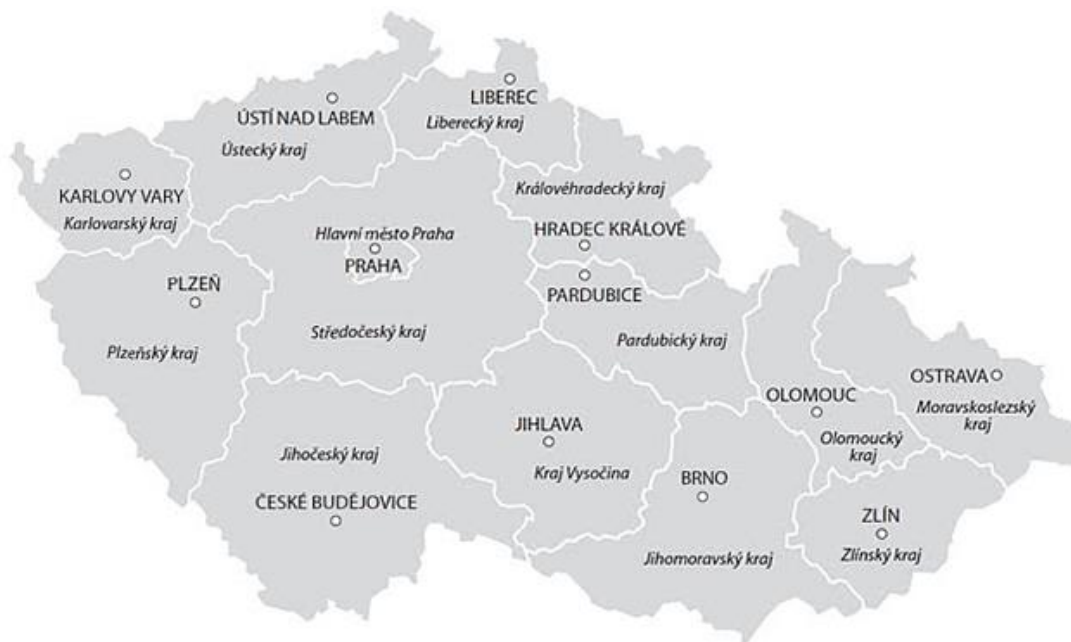 LIBEREC
Liberecký kraj
ÚSTÍ NAD LABEM
Ústecký kraj
KARLOVY VARY
Karlovarský kraj
Královéhradecký kraj
HRADEC KRÁLOVÉ
Hlavní město Praha
PRAHA
PLZEŇ
Plzeňský kraj
Středočeský kraj
PARDUBICE
Pardubický kraj
OSTRAVA
Moravskoslezský
kraj
OLOMOUC
Olomoucký
kraj
JIHLAVA
Kraj Vysočina
Jihočeský kraj
ČESKÉ BUDĚJOVICE
BRNO
Jihomoravský kraj
ZLÍN
Zlínský kraj